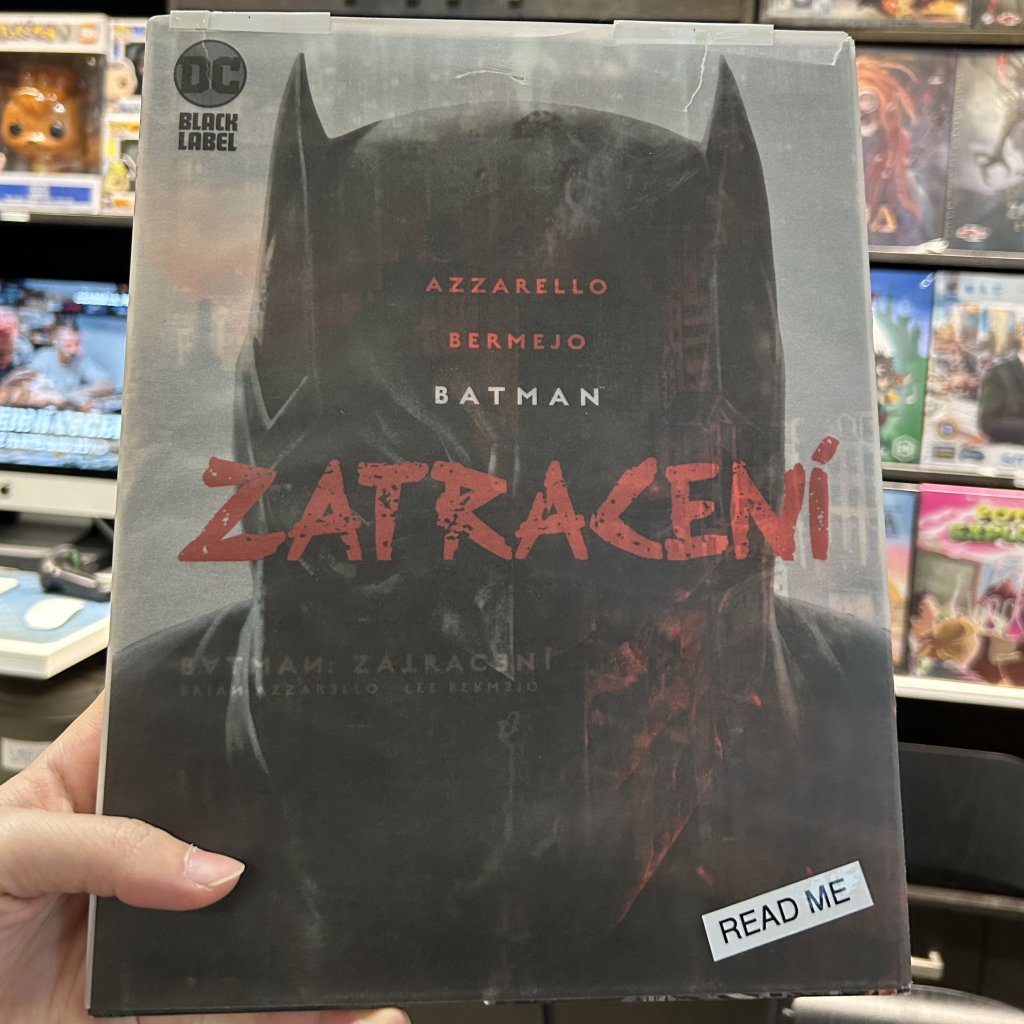 DC
BLACK
LABEL
AZZARELLO
BERMEJO
BATMAN
ZATRACENÍ
BATMAN: ZATRACENÍ
BRIAN AZZARELLO LEE BERMEJO
READ ME